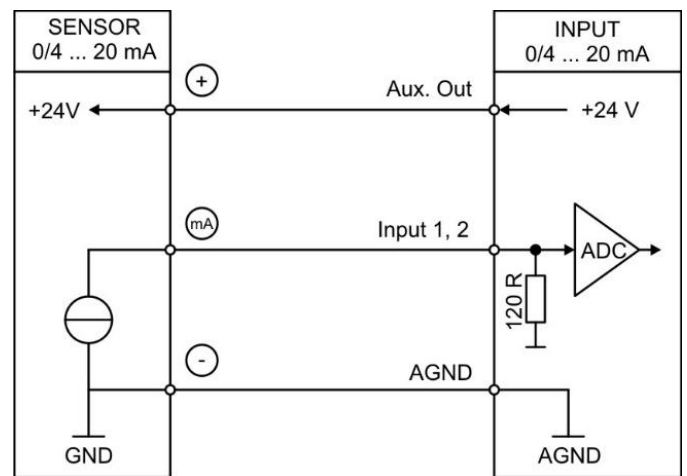 SENSOR
0/4 ... 20 mA
INPUT
0/4 ... 20 mA
+
Aux. Out
+24V
+24 V
mA
Input 1, 2
ADC
120 R
-
AGND
GND
AGND